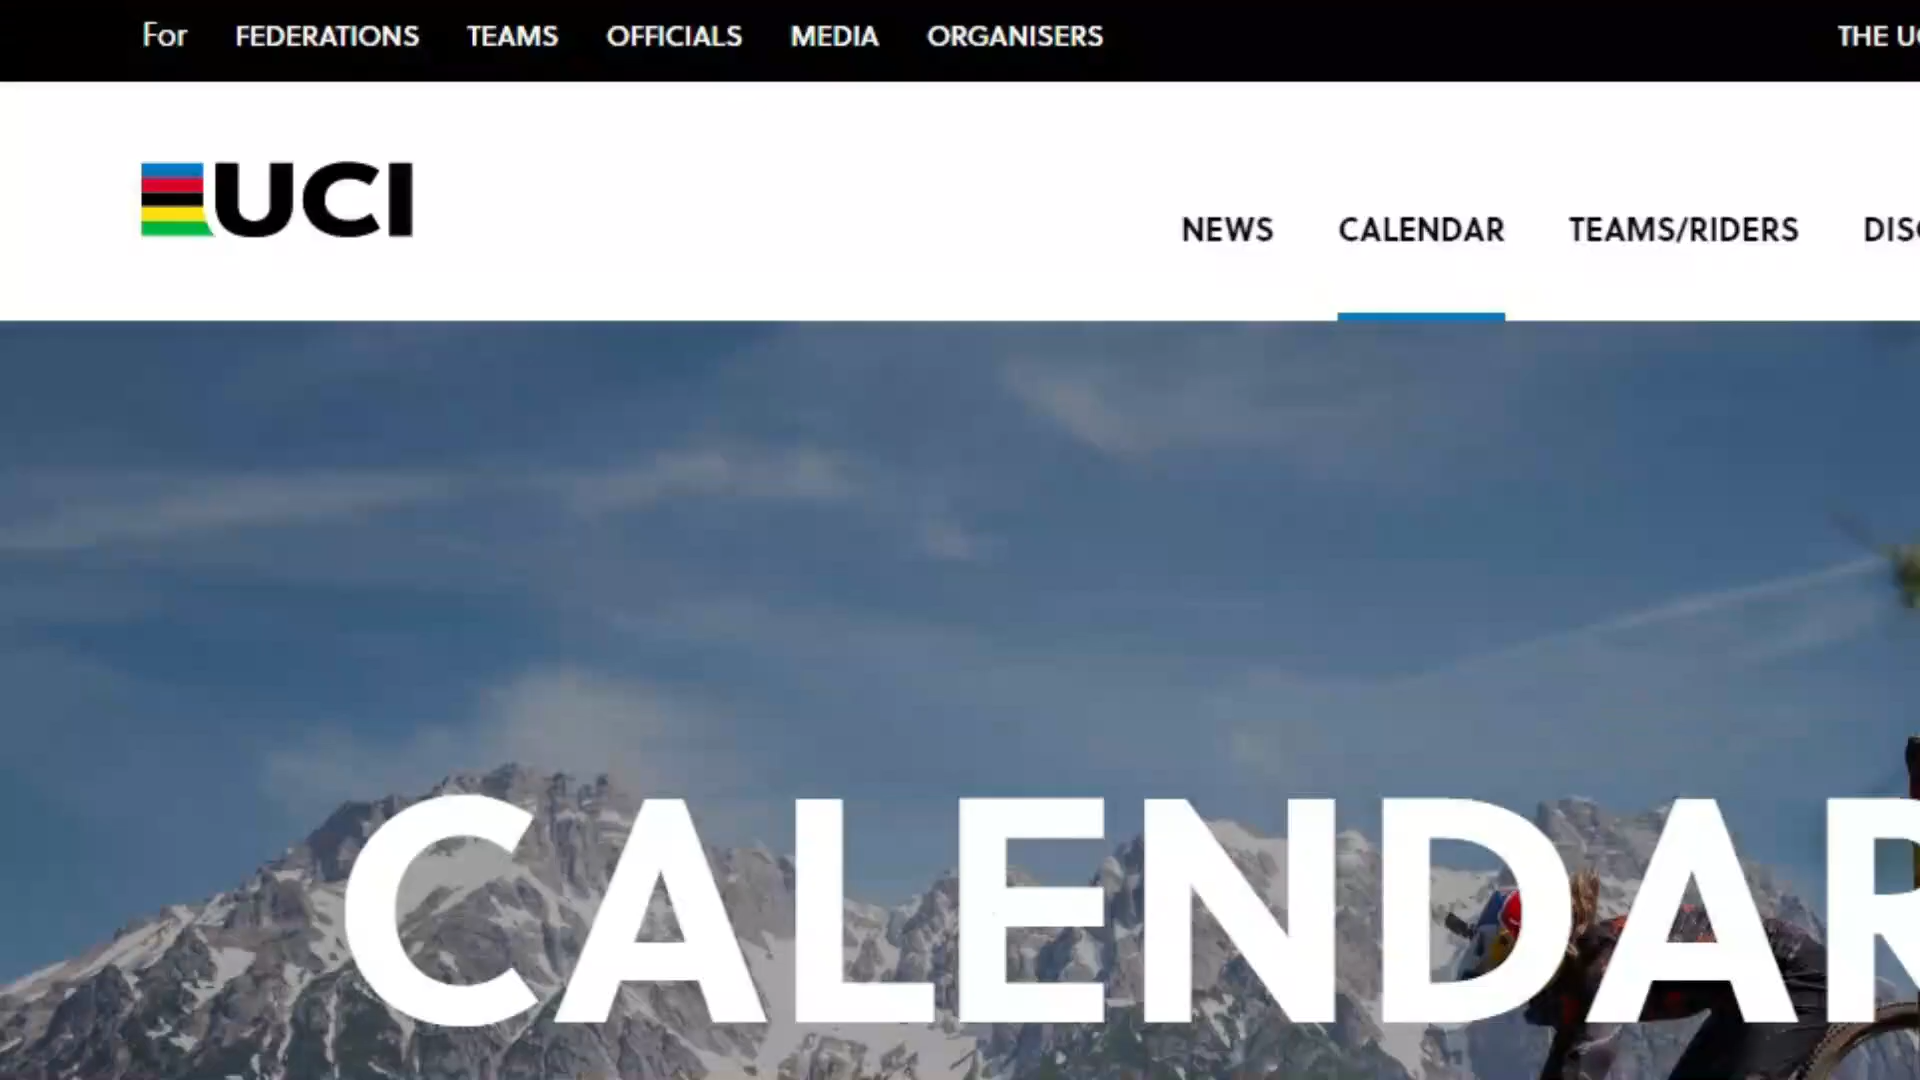 For FEDERATIONS TEAMS OFFICIALS MEDIA ORGANISERS THE UC
UCI
NEWS CALENDAR TEAMS/RIDERS DISC
CALENDAR